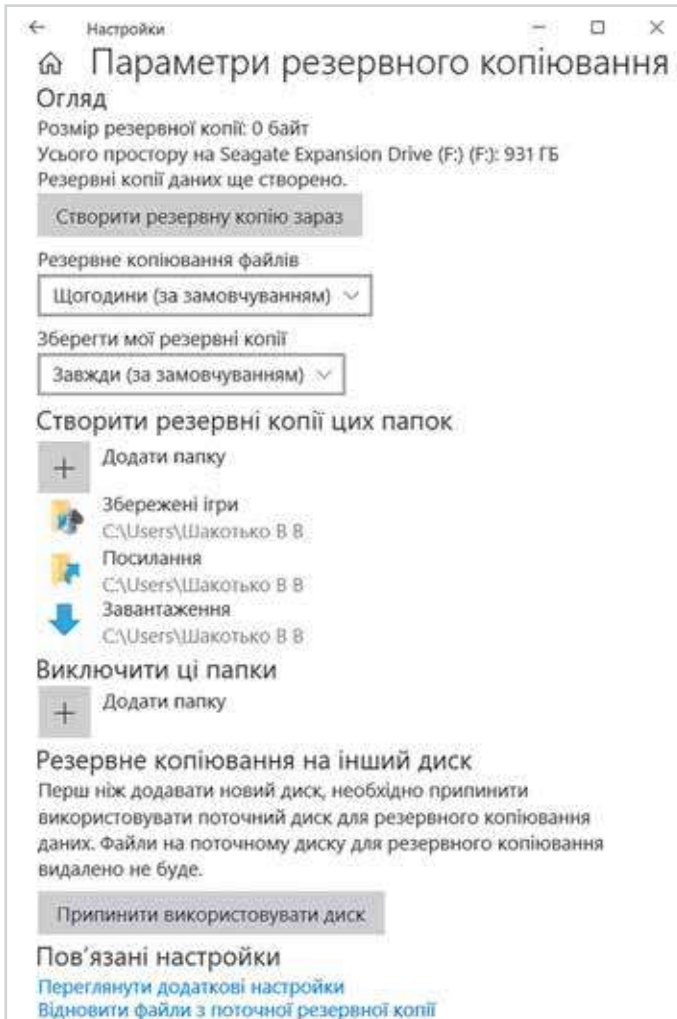 Настройки
Параметри резервного копіювання
Огляд
Розмір резервної копії: 0 байт
Усього простору на Seagate Expansion Drive (F:) (F:): 931 ГБ
Резервні копії даних ще створено.
Створити резервну копію зараз
Резервне копіювання файлів
Щогодини (за замовчуванням)
Зберегти мої резервні копії
Завжди (за замовчуванням)
Створити резервні копії цих папок
Додати папку
Збережені ігри
C:\Users\Шакотько В В
Посилання
C:\Users\Шакотько В В
Завантаження
C:\Users\Шакотько В В
Виключити ці папки
Додати папку
Резервне копіювання на інший диск
Перш ніж додавати новий диск, необхідно припинити
використовувати поточний диск для резервного копіювання
даних. Файли на поточному диску для резервного копіювання
видалено не буде.
Припинити використовувати диск
Пов’язані настройки
Переглянути додаткові настройки
Відновити файли з поточної резервної копії